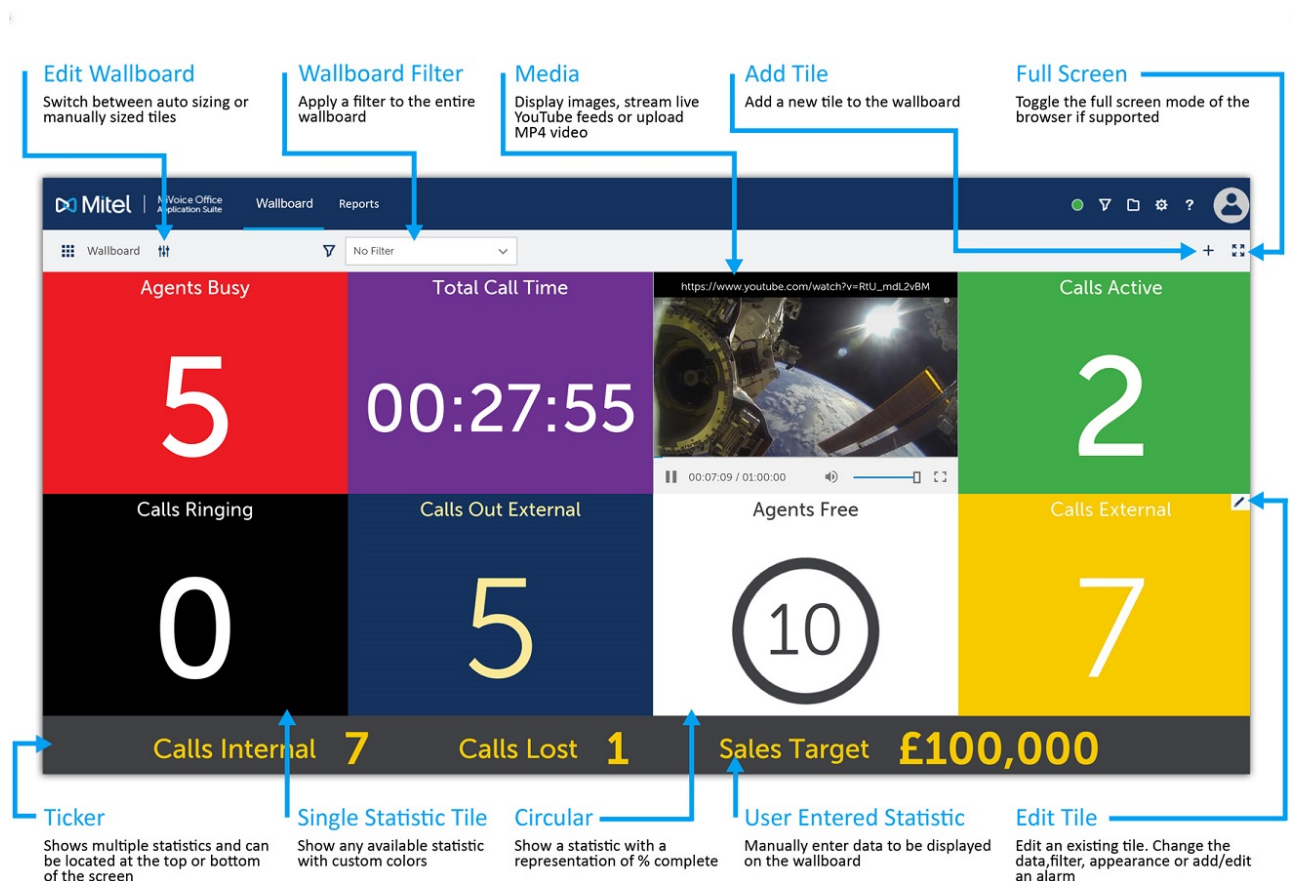 Edit Wallboard
Switch between auto sizing or
manually sized tiles
Wallboard Filter
Apply a filter to the entire
wallboard
Media
Display images, stream live
YouTube feeds or upload
MP4 video
Add Tile
Add a new tile to the wallboard
Full Screen
Toggle the full screen mode of the
browser if supported
Mitel
MiVoice Office
Application Suite
Wallboard
Reports
?
Wallboard
No Filter
Agents Busy
5
Total Call Time
00:27:55
https://www.youtube.com/watch?v=RtU_mdL2vBM
00:07:09 / 01:00:00
Calls Active
2
Calls Ringing
0
Calls Out External
5
Agents Free
10
Calls External
7
Calls Internal 7
Calls Lost 1
Sales Target £100,000
Ticker
Shows multiple statistics and can
be located at the top or bottom
of the screen
Single Statistic Tile
Show any available statistic
with custom colors
Circular
Show a statistic with a
representation of % complete
User Entered Statistic
Manually enter data to be displayed
on the wallboard
Edit Tile
Edit an existing tile. Change the
data,filter, appearance or add/edit
an alarm